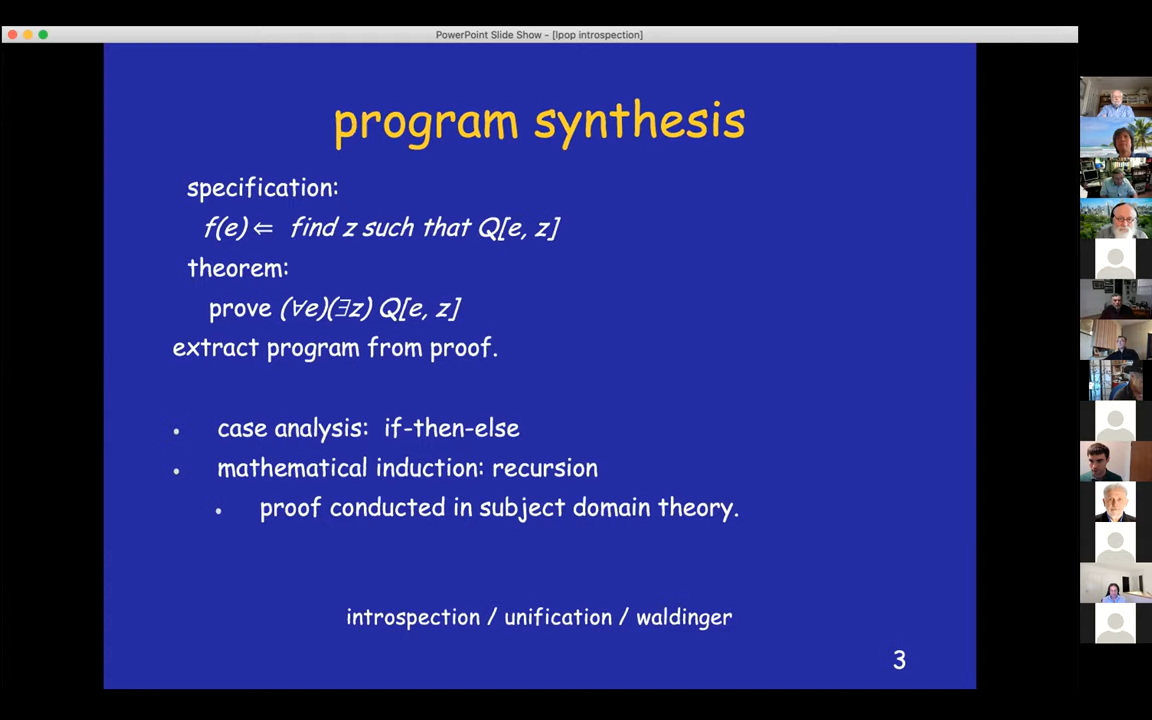 PowerPoint Slide Show - [lpop introspection]
program synthesis
specification:
f(e) ⇐ find z such that Q[e, z]
theorem:
prove (∀e)(∃z) Q[e, z]
extract program from proof.
• case analysis: if-then-else
• mathematical induction: recursion
• proof conducted in subject domain theory.
introspection / unification / waldinger
3